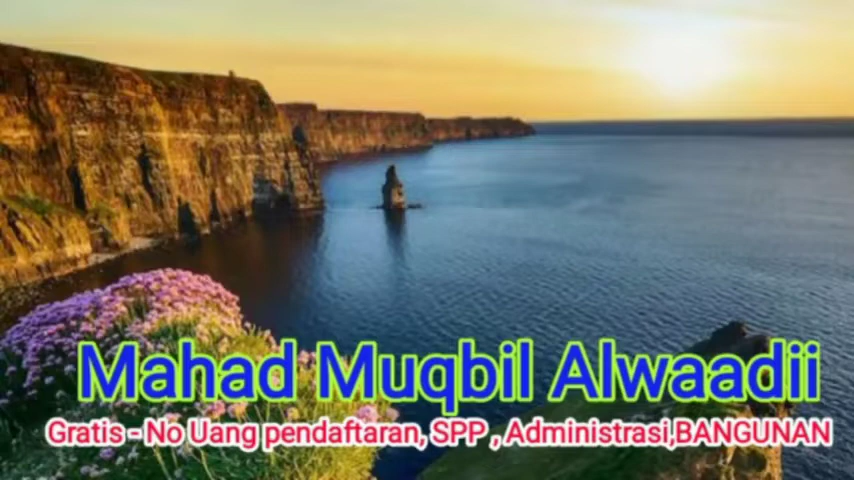 Mahad Muqbil Alwaadii
Gratis - No Uang pendaftaran, SPP , Administrasi,BANGUNAN